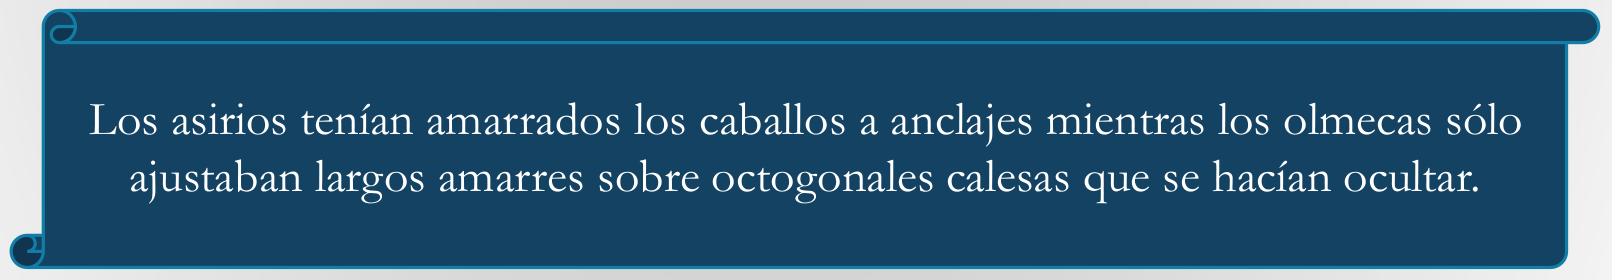 Los asirios tenían amarrados los caballos a anclajes mientras los olmecas sólo
ajustaban largos amarres sobre octogonales calesas que se hacían ocultar.